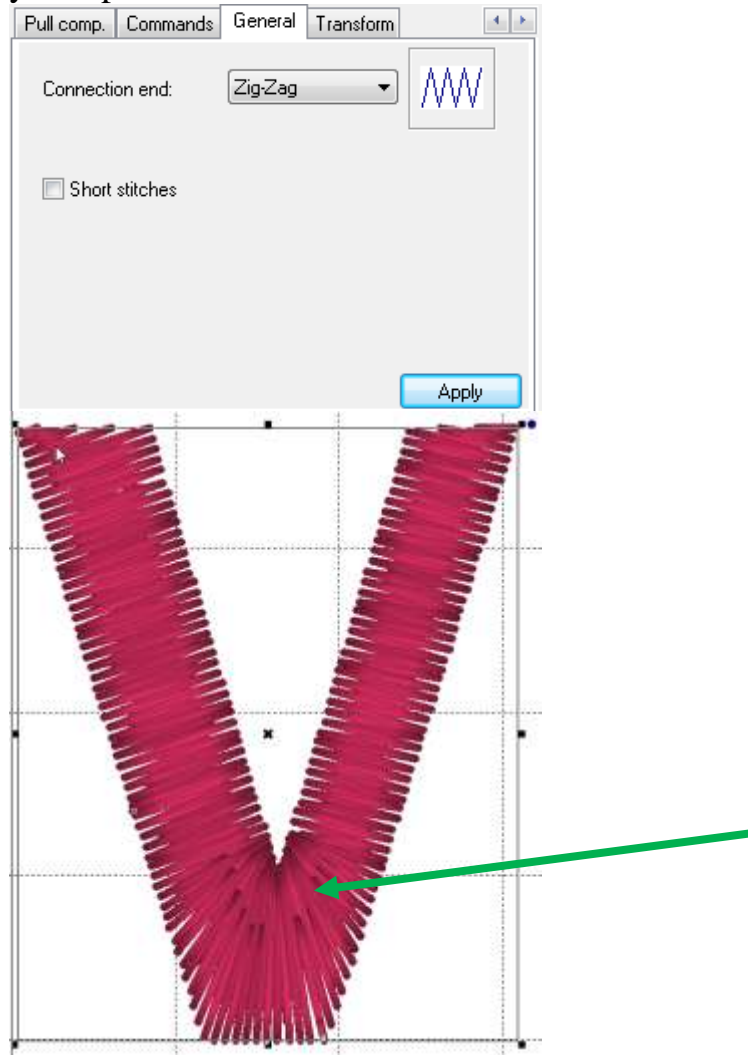 Pull comp. Commands General Transform
Connection end: Zig-Zag
Short stitches
Apply